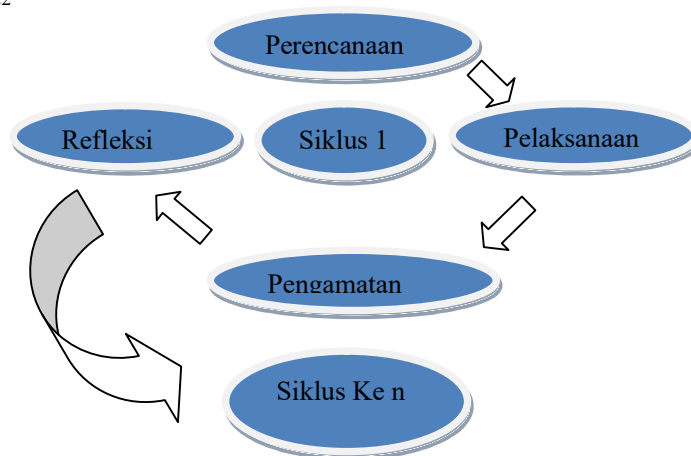 Perencanaan
Refleksi
Siklus 1
Pelaksanaan
Pengamatan
Siklus Ke n